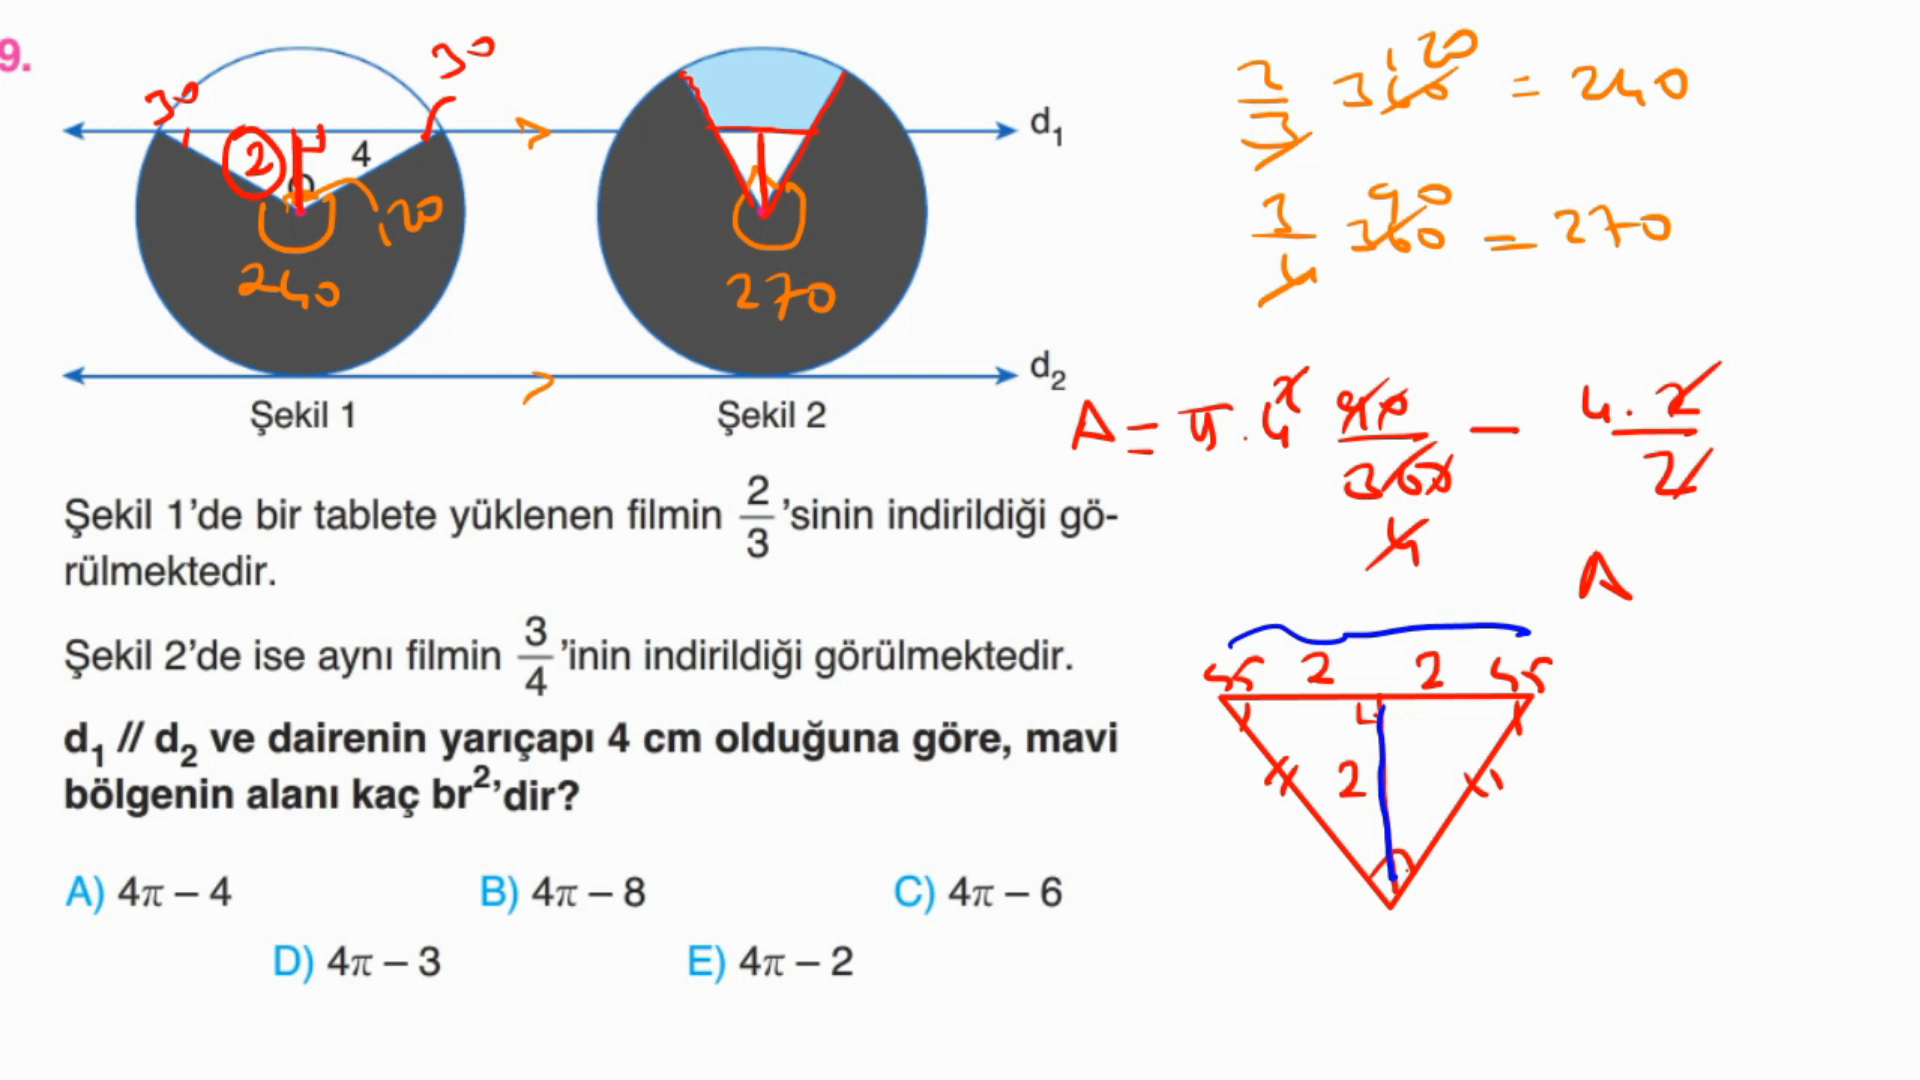 9.
30
30
2
4
O
120
240
270
d₁
d₂
Şekil 1
Şekil 2
2/3 360 120 = 240
3/4 360 90 = 270
A = π.4² 90/360 4 − 4.2/2
A
45 2 2 45
2
Şekil 1'de bir tablete yüklenen filmin 2/3 'sinin indirildiği gö-
rülmektedir.
Şekil 2'de ise aynı filmin 3/4 'inin indirildiği görülmektedir.
d₁ // d₂ ve dairenin yarıçapı 4 cm olduğuna göre, mavi
bölgenin alanı kaç br²'dir?
A) 4π – 4
B) 4π – 8
C) 4π – 6
D) 4π – 3
E) 4π – 2